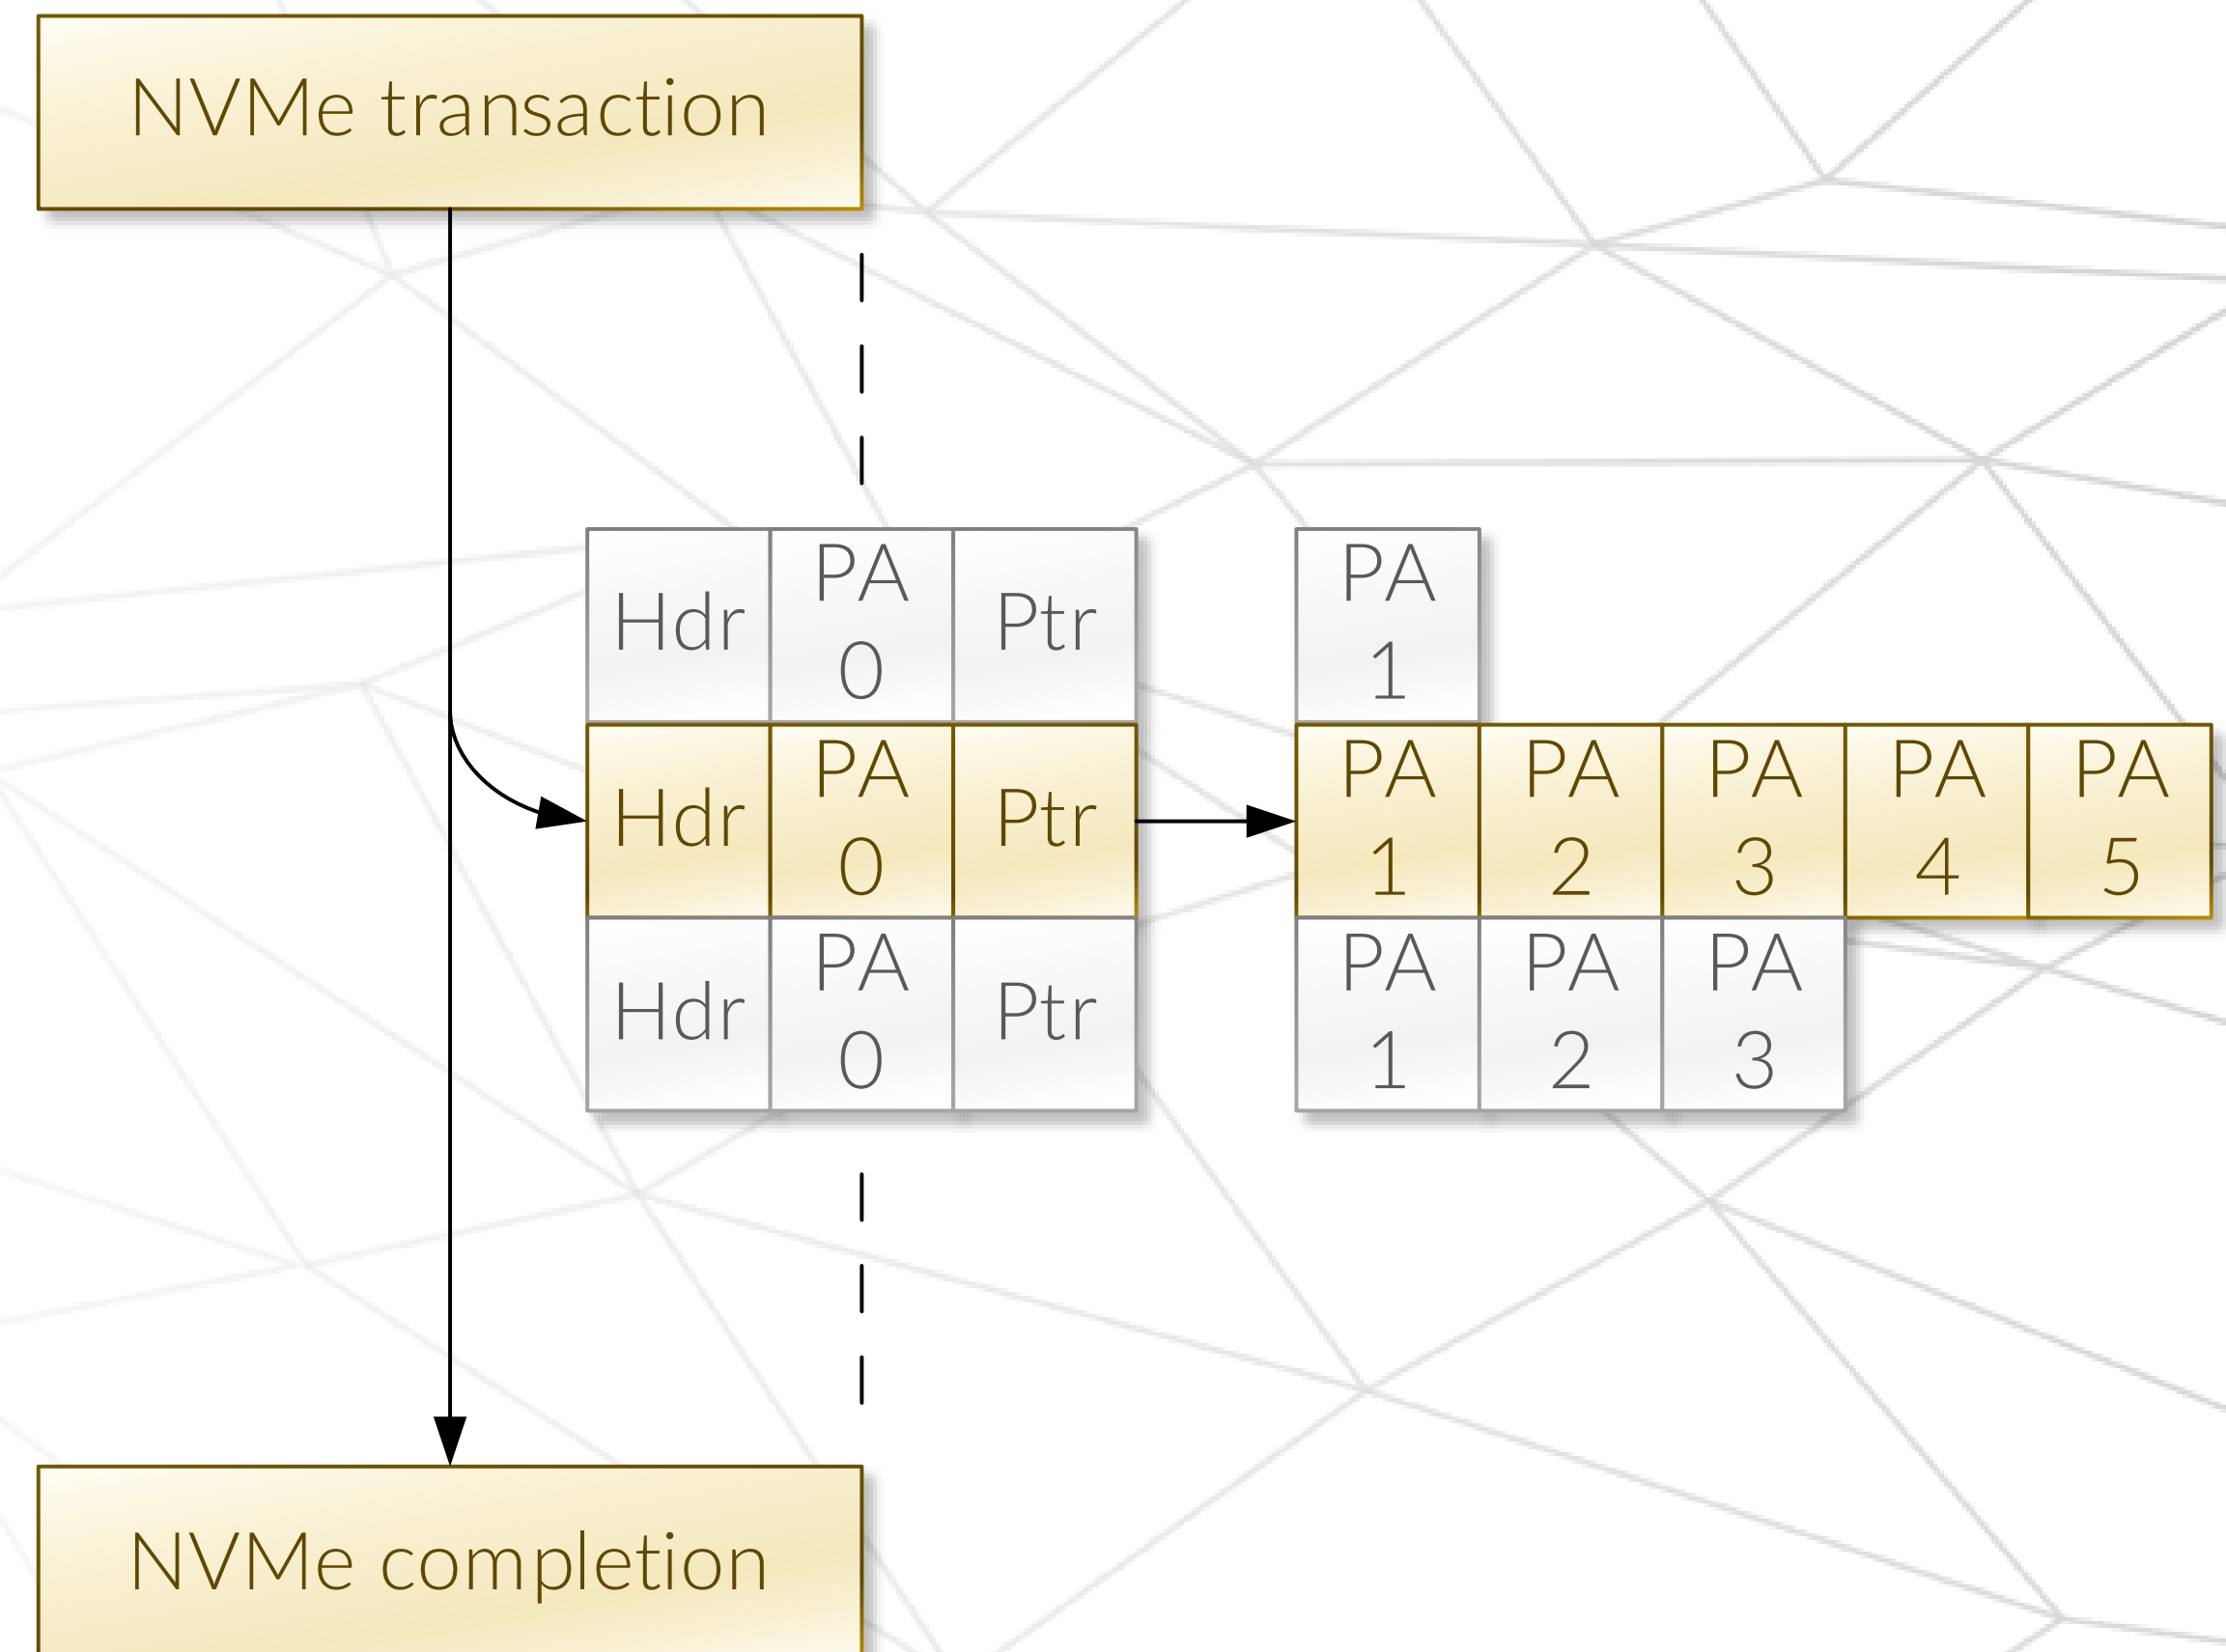 NVMe transaction
Hdr PA 0 Ptr PA 1
Hdr PA 0 Ptr PA 1 PA 2 PA 3 PA 4 PA 5
Hdr PA 0 Ptr PA 1 PA 2 PA 3
NVMe completion